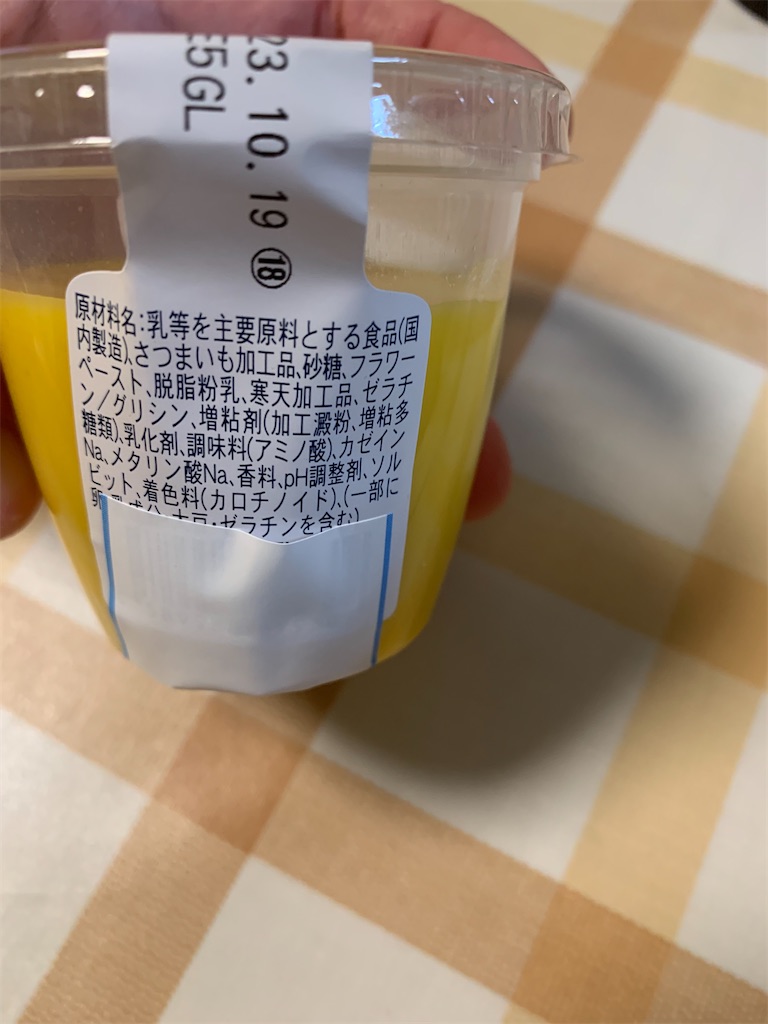 23.10.19 ⑱
E5GL
原材料名:乳等を主要原料とする食品(国
内製造)、さつまいも加工品、砂糖、フラワー
ペースト、脱脂粉乳、寒天加工品、ゼラチ
ン/グリシン、増粘剤(加工澱粉、増粘多
糖類)、乳化剤、調味料(アミノ酸)、カゼイン
Na、メタリン酸Na、香料、pH調整剤、ソル
ビット、着色料(カロチノイド)、(一部に
卵・乳成分・大豆・ゼラチンを含む)